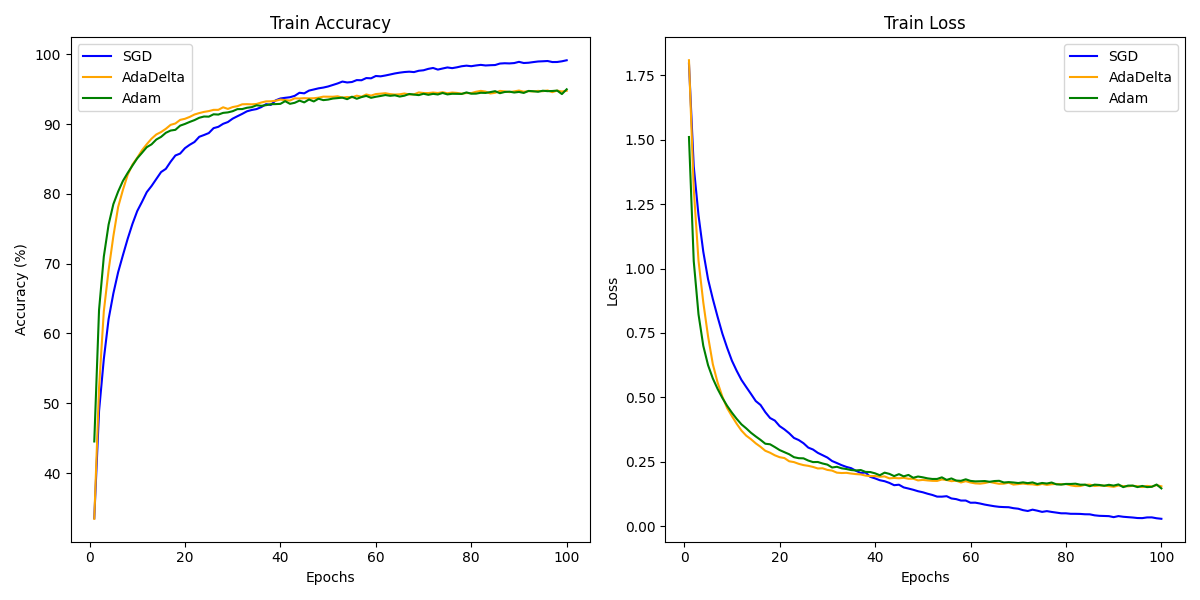 Train Accuracy
SGD
AdaDelta
Adam
100
90
80
70
60
50
40
Accuracy (%)
0 20 40 60 80 100
Epochs
Train Loss
SGD
AdaDelta
Adam
1.75
1.50
1.25
1.00
0.75
0.50
0.25
0.00
Loss
0 20 40 60 80 100
Epochs